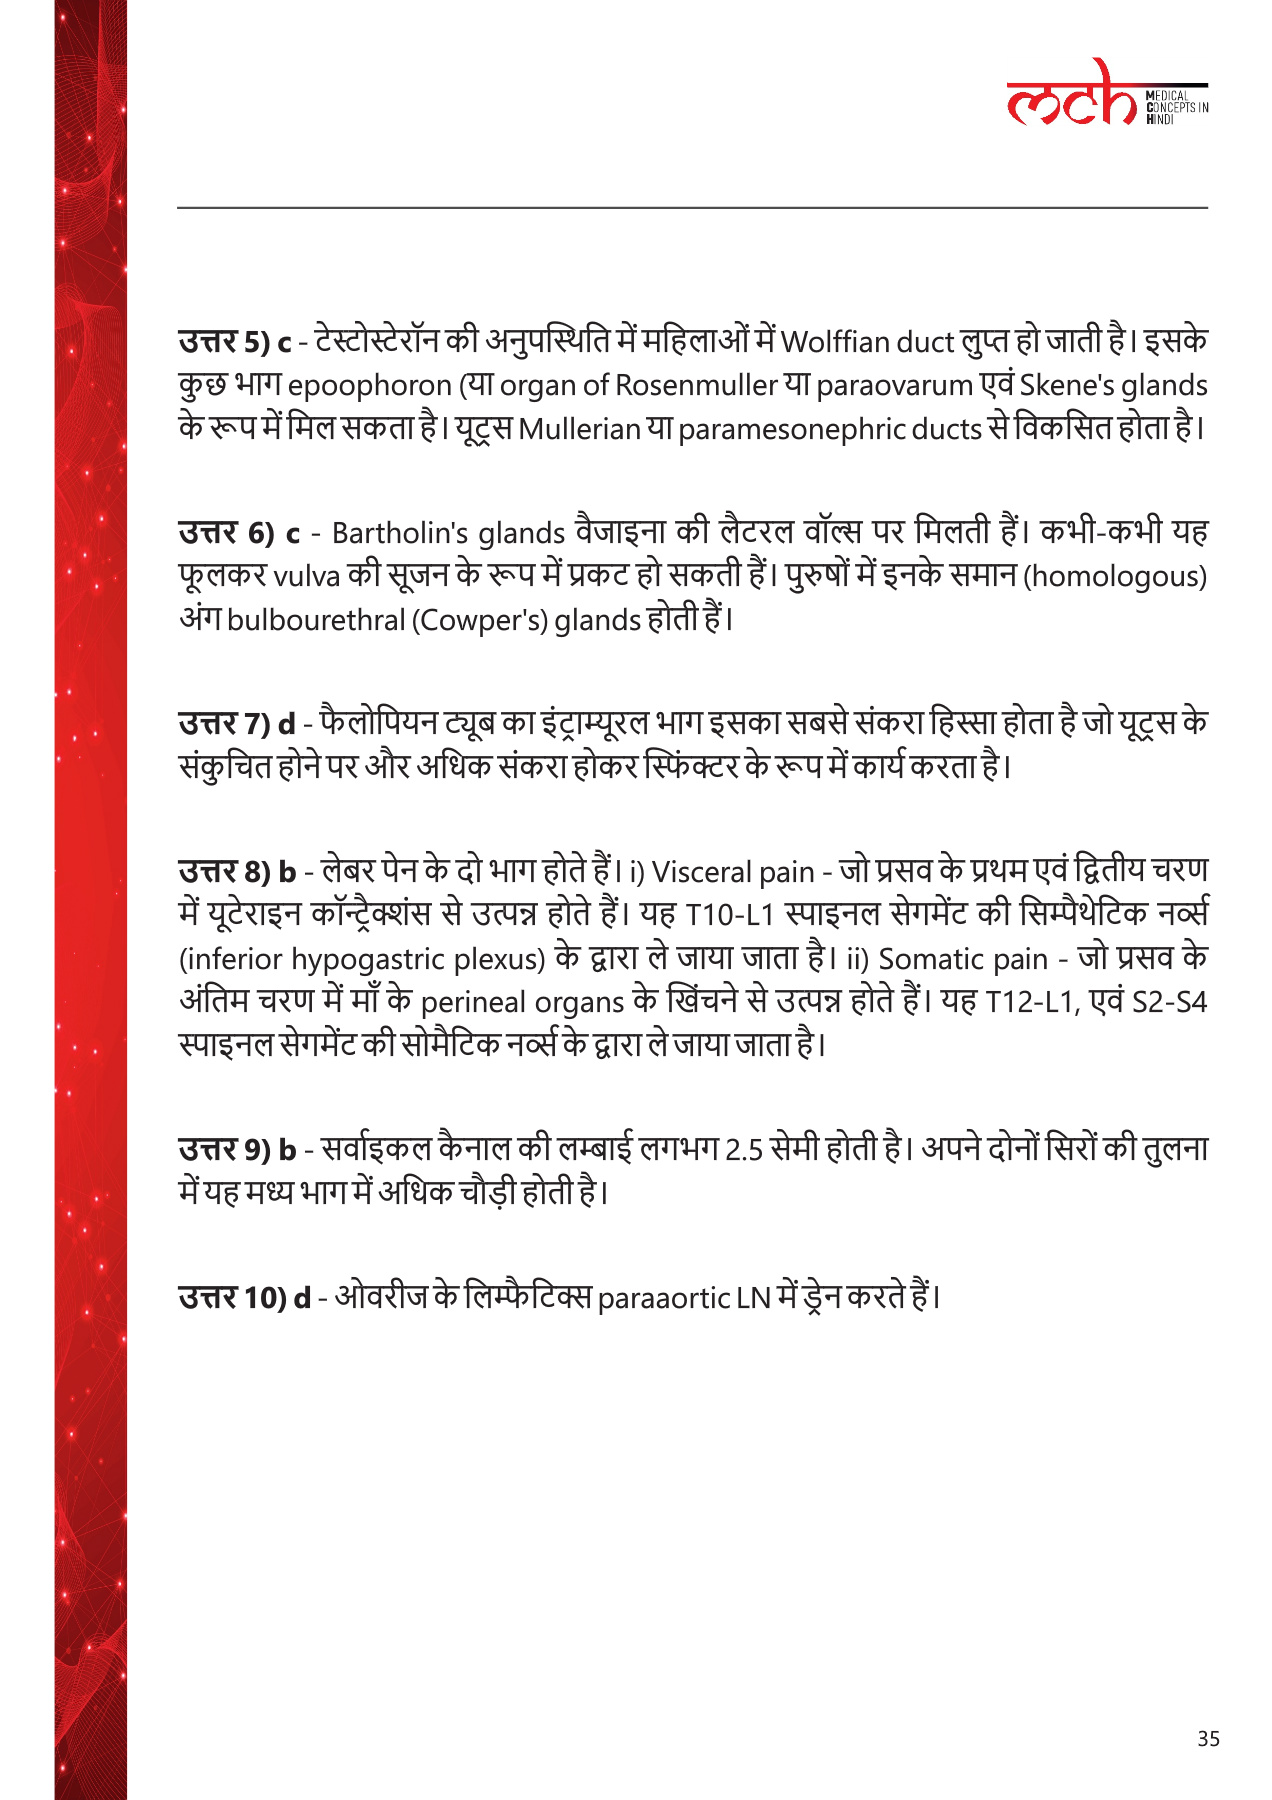 mch
MEDICAL
CONCEPTS IN
HINDI
उत्तर 5) c - टेस्टोस्टेरॉन की अनुपस्थिति में महिलाओं में Wolffian duct लुप्त हो जाती है। इसके
कुछ भाग epoophoron (या organ of Rosenmuller या paraovarum एवं Skene's glands
के रूप में मिल सकता है। यूट्रस Mullerian या paramesonephric ducts से विकसित होता है।
उत्तर 6) c - Bartholin's glands वैजाइना की लैटरल वॉल्स पर मिलती हैं। कभी-कभी यह
फूलकर vulva की सूजन के रूप में प्रकट हो सकती हैं। पुरुषों में इनके समान (homologous)
अंग bulbourethral (Cowper's) glands होती हैं।
उत्तर 7) d - फैलोपियन ट्यूब का इंट्राम्यूरल भाग इसका सबसे संकरा हिस्सा होता है जो यूट्रस के
संकुचित होने पर और अधिक संकरा होकर स्फिंक्टर के रूप में कार्य करता है।
उत्तर 8) b - लेबर पेन के दो भाग होते हैं। i) Visceral pain - जो प्रसव के प्रथम एवं द्वितीय चरण
में यूटेराइन कॉन्ट्रैक्शंस से उत्पन्न होते हैं। यह T10-L1 स्पाइनल सेगमेंट की सिम्पैथेटिक नर्व्स
(inferior hypogastric plexus) के द्वारा ले जाया जाता है। ii) Somatic pain - जो प्रसव के
अंतिम चरण में माँ के perineal organs के खिंचने से उत्पन्न होते हैं। यह T12-L1, एवं S2-S4
स्पाइनल सेगमेंट की सोमैटिक नर्व्स के द्वारा ले जाया जाता है।
उत्तर 9) b - सर्वाइकल कैनाल की लम्बाई लगभग 2.5 सेमी होती है। अपने दोनों सिरों की तुलना
में यह मध्य भाग में अधिक चौड़ी होती है।
उत्तर 10) d - ओवरीज के लिम्फैटिक्स paraaortic LN में ड्रेन करते हैं।
35